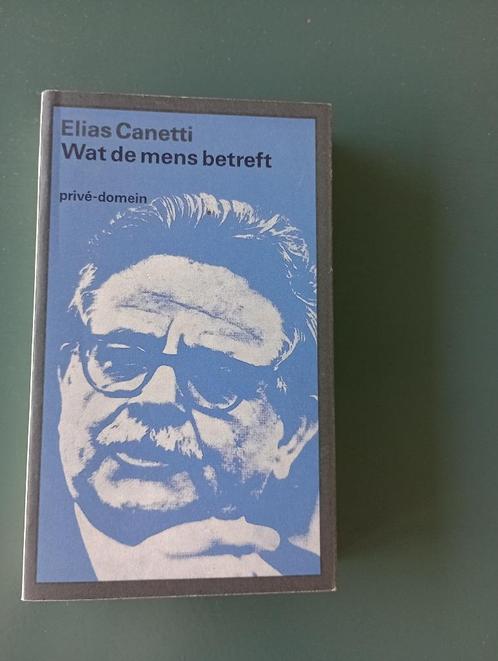 Elias Canetti
Wat de mens betreft
privé-domein